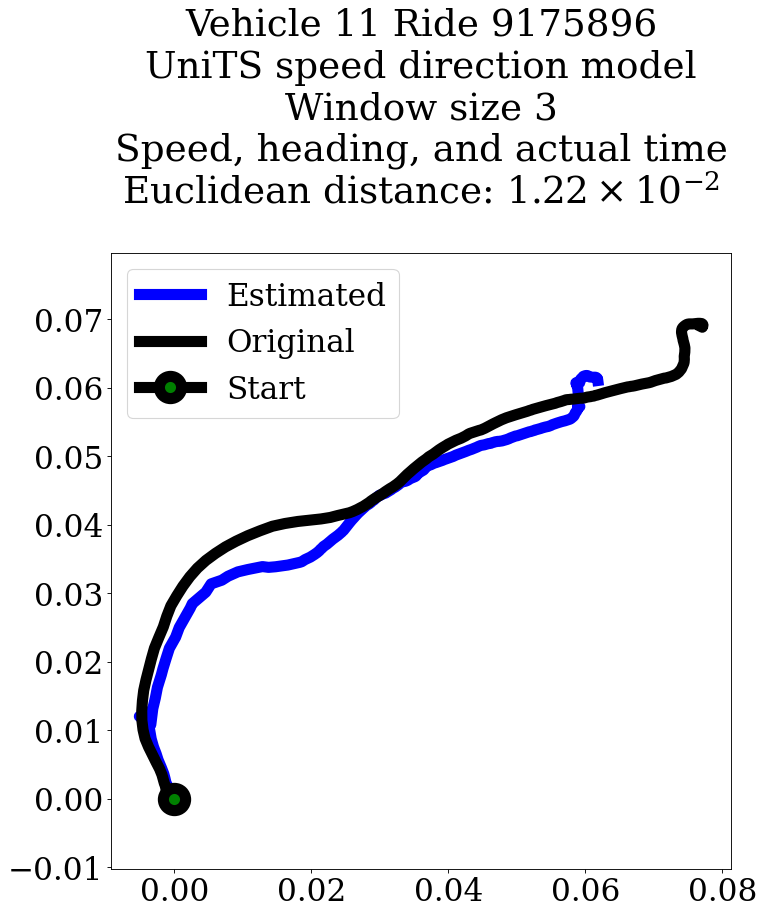 Vehicle 11 Ride 9175896
UniTS speed direction model
Window size 3
Speed, heading, and actual time
Euclidean distance: 1.22 × 10⁻²
Estimated
Original
Start
0.07
0.06
0.05
0.04
0.03
0.02
0.01
0.00
−0.01
0.00 0.02 0.04 0.06 0.08